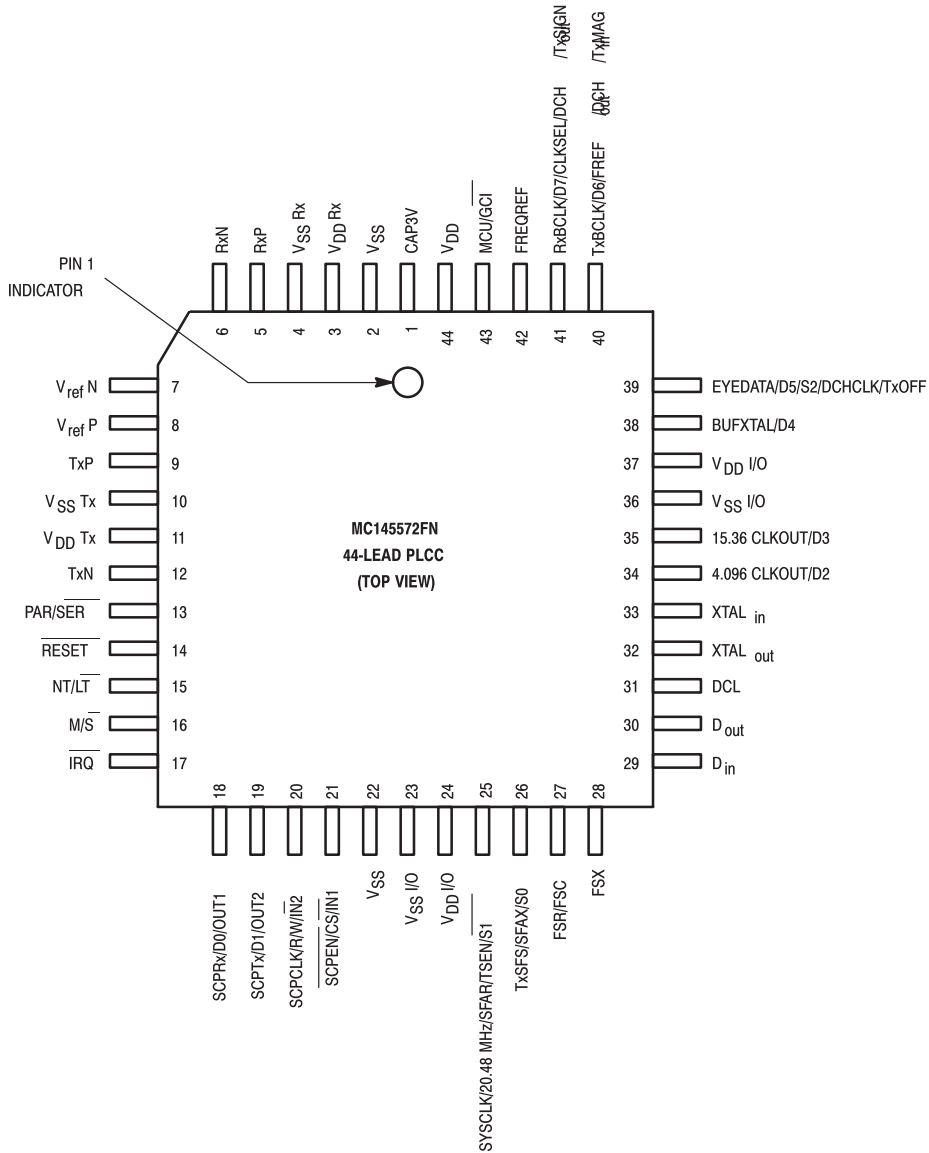 RxN
RxP
VSS Rx
VDD Rx
VSS
CAP3V
VDD
MCU/GCI
FREQREF
RxBCLK/D7/CLKSEL/DCH out/TxSIGN
TxBCLK/D6/FREF out/DCH in/TxMAG
PIN 1
INDICATOR
6
5
4
3
2
1
44
43
42
41
40
Vref N 7
Vref P 8
TxP 9
VSS Tx 10
VDD Tx 11
TxN 12
PAR/SER 13
RESET 14
NT/LT 15
M/S 16
IRQ 17
MC145572FN
44-LEAD PLCC
(TOP VIEW)
39 EYEDATA/D5/S2/DCHCLK/TxOFF
38 BUFXTAL/D4
37 VDD I/O
36 VSS I/O
35 15.36 CLKOUT/D3
34 4.096 CLKOUT/D2
33 XTAL in
32 XTAL out
31 DCL
30 Dout
29 Din
18
19
20
21
22
23
24
25
26
27
28
SCPRx/D0/OUT1
SCPTx/D1/OUT2
SCPCLK/R/W/IN2
SCPEN/CS/IN1
VSS
VSS I/O
VDD I/O
SYSCLK/20.48 MHz/SFAR/TSEN/S1
TxSFS/SFAX/S0
FSR/FSC
FSX